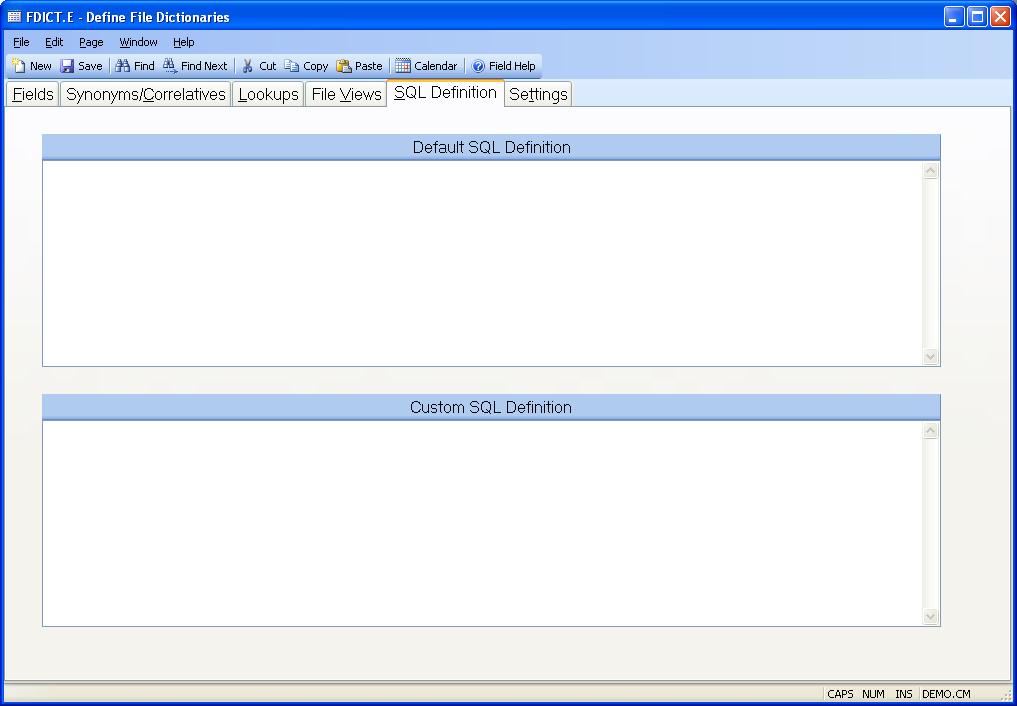 FDICT.E - Define File Dictionaries
File Edit Page Window Help
New Save Find Find Next Cut Copy Paste Calendar Field Help
Fields Synonyms/Correlatives Lookups File Views SQL Definition Settings
Default SQL Definition
Custom SQL Definition
CAPS NUM INS DEMO.CM